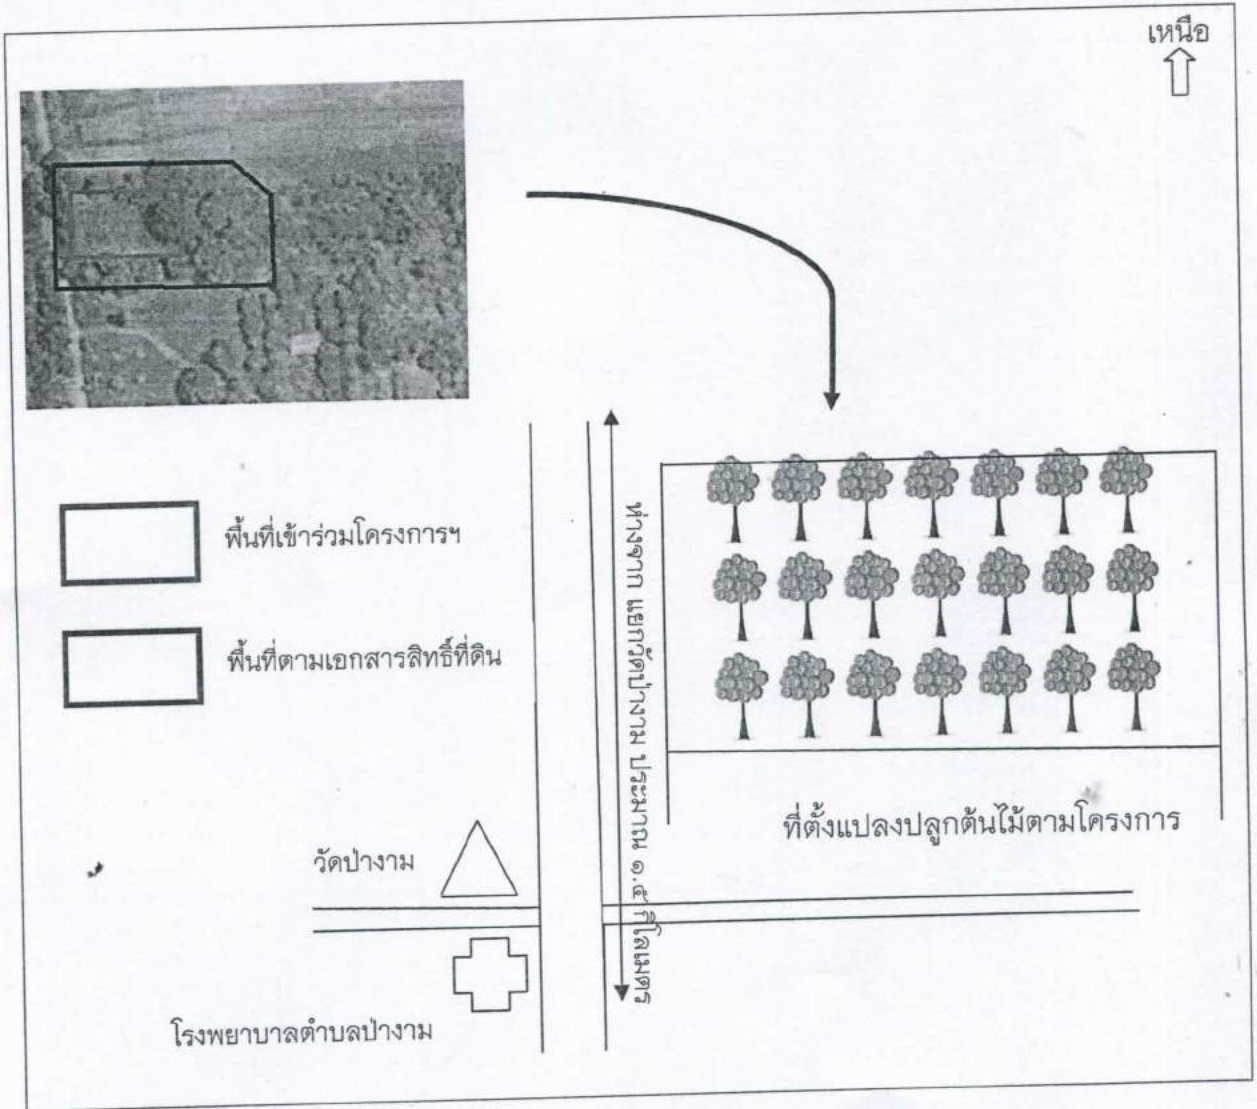 เหนือ
พื้นที่เข้าร่วมโครงการฯ
พื้นที่ตามเอกสารสิทธิ์ที่ดิน
ห่างจาก แยกวัดป่างาม ประมาณ ๑.๕ กิโลเมตร
ที่ตั้งแปลงปลูกต้นไม้ตามโครงการ
วัดป่างาม
โรงพยาบาลตำบลป่างาม